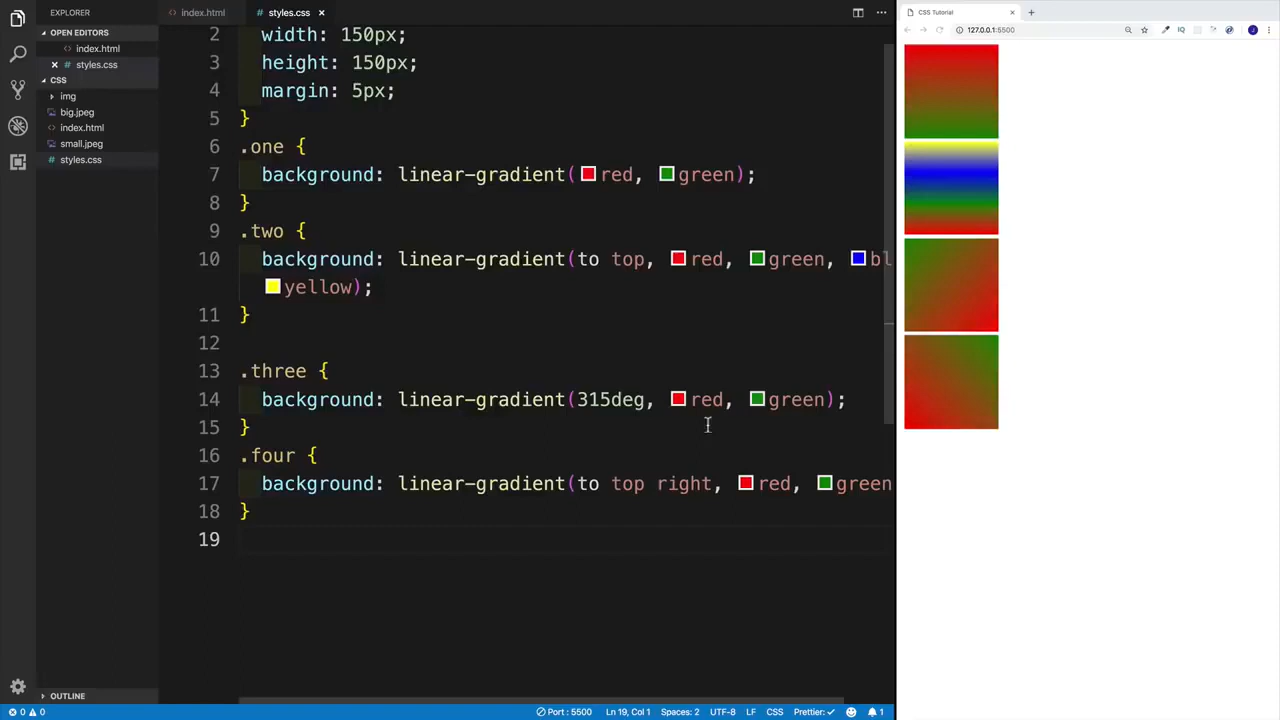 EXPLORER
OPEN EDITORS
index.html
styles.css
CSS
img
big.jpeg
index.html
small.jpeg
styles.css
OUTLINE
index.html
styles.css
2 width: 150px;
3 height: 150px;
4 margin: 5px;
5 }
6 .one {
7 background: linear-gradient(red, green);
8 }
9 .two {
10 background: linear-gradient(to top, red, green, bl
yellow);
11 }
12
13 .three {
14 background: linear-gradient(315deg, red, green);
15 }
16 .four {
17 background: linear-gradient(to top right, red, green
18 }
19
CSS Tutorial
127.0.0.1:5500
0 0
Port : 5500
Ln 19, Col 1
Spaces: 2
UTF-8
LF
CSS
Prettier: ✓
1